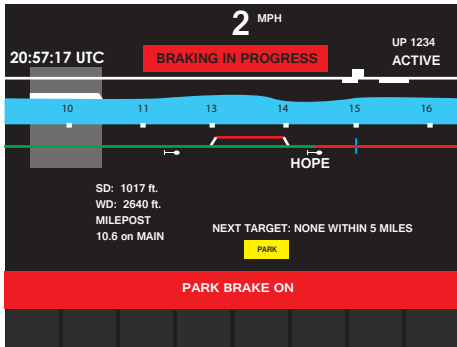 2 MPH
20:57:17 UTC
BRAKING IN PROGRESS
UP 1234
ACTIVE
10 11 13 14 15 16
HOPE
SD: 1017 ft.
WD: 2640 ft.
MILEPOST
10.6 on MAIN
NEXT TARGET: NONE WITHIN 5 MILES
PARK
PARK BRAKE ON